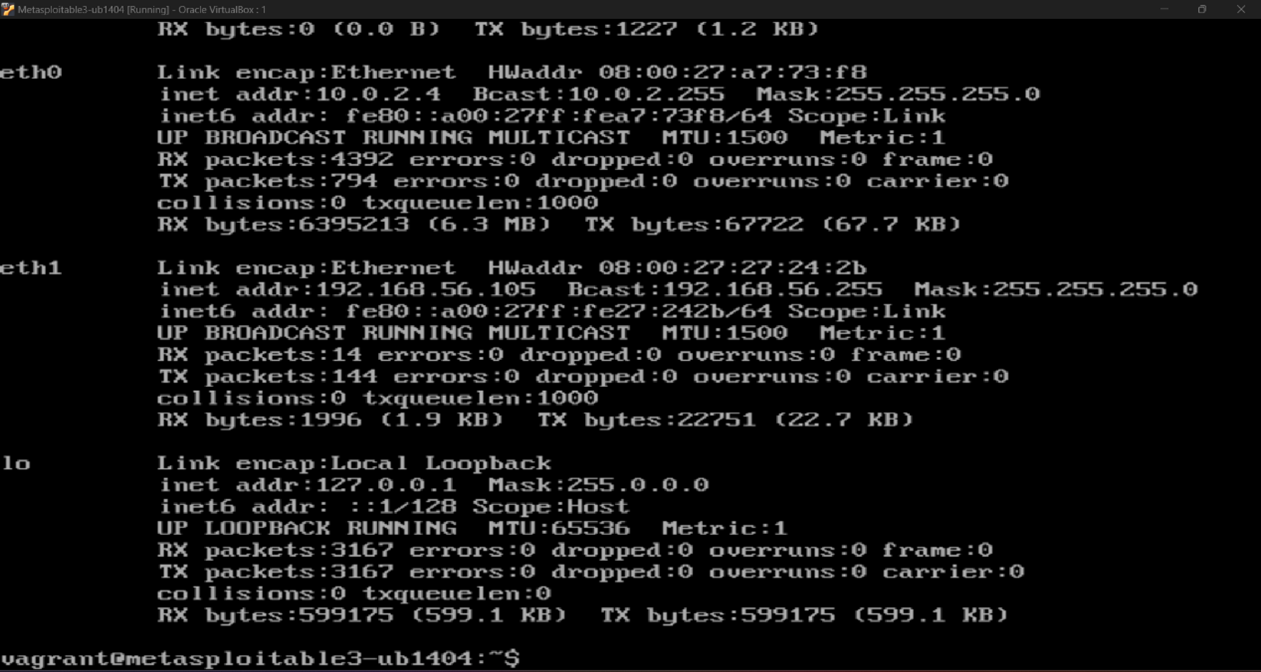 Metasploitable3-ub1404 [Running] - Oracle VirtualBox : 1
RX bytes:0 (0.0 B)  TX bytes:1227 (1.2 KB)
eth0 Link encap:Ethernet  HWaddr 08:00:27:a7:73:f8
inet addr:10.0.2.4  Bcast:10.0.2.255  Mask:255.255.255.0
inet6 addr: fe80::a00:27ff:fea7:73f8/64 Scope:Link
UP BROADCAST RUNNING MULTICAST  MTU:1500  Metric:1
RX packets:4392 errors:0 dropped:0 overruns:0 frame:0
TX packets:794 errors:0 dropped:0 overruns:0 carrier:0
collisions:0 txqueuelen:1000
RX bytes:6395213 (6.3 MB)  TX bytes:67722 (67.7 KB)
eth1 Link encap:Ethernet  HWaddr 08:00:27:27:24:2b
inet addr:192.168.56.105  Bcast:192.168.56.255  Mask:255.255.255.0
inet6 addr: fe80::a00:27ff:fe27:242b/64 Scope:Link
UP BROADCAST RUNNING MULTICAST  MTU:1500  Metric:1
RX packets:14 errors:0 dropped:0 overruns:0 frame:0
TX packets:144 errors:0 dropped:0 overruns:0 carrier:0
collisions:0 txqueuelen:1000
RX bytes:1996 (1.9 KB)  TX bytes:22751 (22.7 KB)
lo Link encap:Local Loopback
inet addr:127.0.0.1  Mask:255.0.0.0
inet6 addr: ::1/128 Scope:Host
UP LOOPBACK RUNNING  MTU:65536  Metric:1
RX packets:3167 errors:0 dropped:0 overruns:0 frame:0
TX packets:3167 errors:0 dropped:0 overruns:0 carrier:0
collisions:0 txqueuelen:0
RX bytes:599175 (599.1 KB)  TX bytes:599175 (599.1 KB)
vagrant@metasploitable3-ub1404:~$